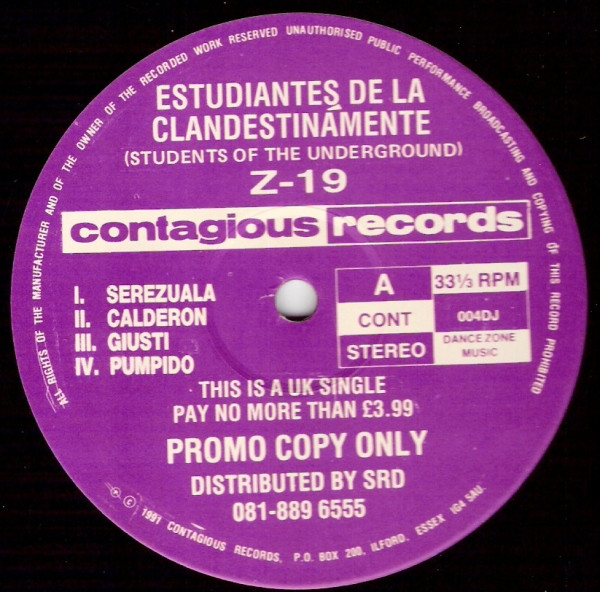 ALL RIGHTS OF THE MANUFACTURER AND OF THE OWNER OF THE RECORDED WORK RESERVED UNAUTHORISED PUBLIC PERFORMANCE BROADCASTING AND COPYING OF THIS RECORD PROHIBITED
ESTUDIANTES DE LA
CLANDESTINÁMENTE
(STUDENTS OF THE UNDERGROUND)
Z-19
contagious records
I. SEREZUALA
II. CALDERON
III. GIUSTI
IV. PUMPIDO
A 33⅓ RPM
CONT 004DJ
STEREO DANCE ZONE MUSIC
THIS IS A UK SINGLE
PAY NO MORE THAN £3.99
PROMO COPY ONLY
DISTRIBUTED BY SRD
081-889 6555
Ⓟ © 1991 CONTAGIOUS RECORDS, P.O. BOX 200, ILFORD, ESSEX IG4 5AU.